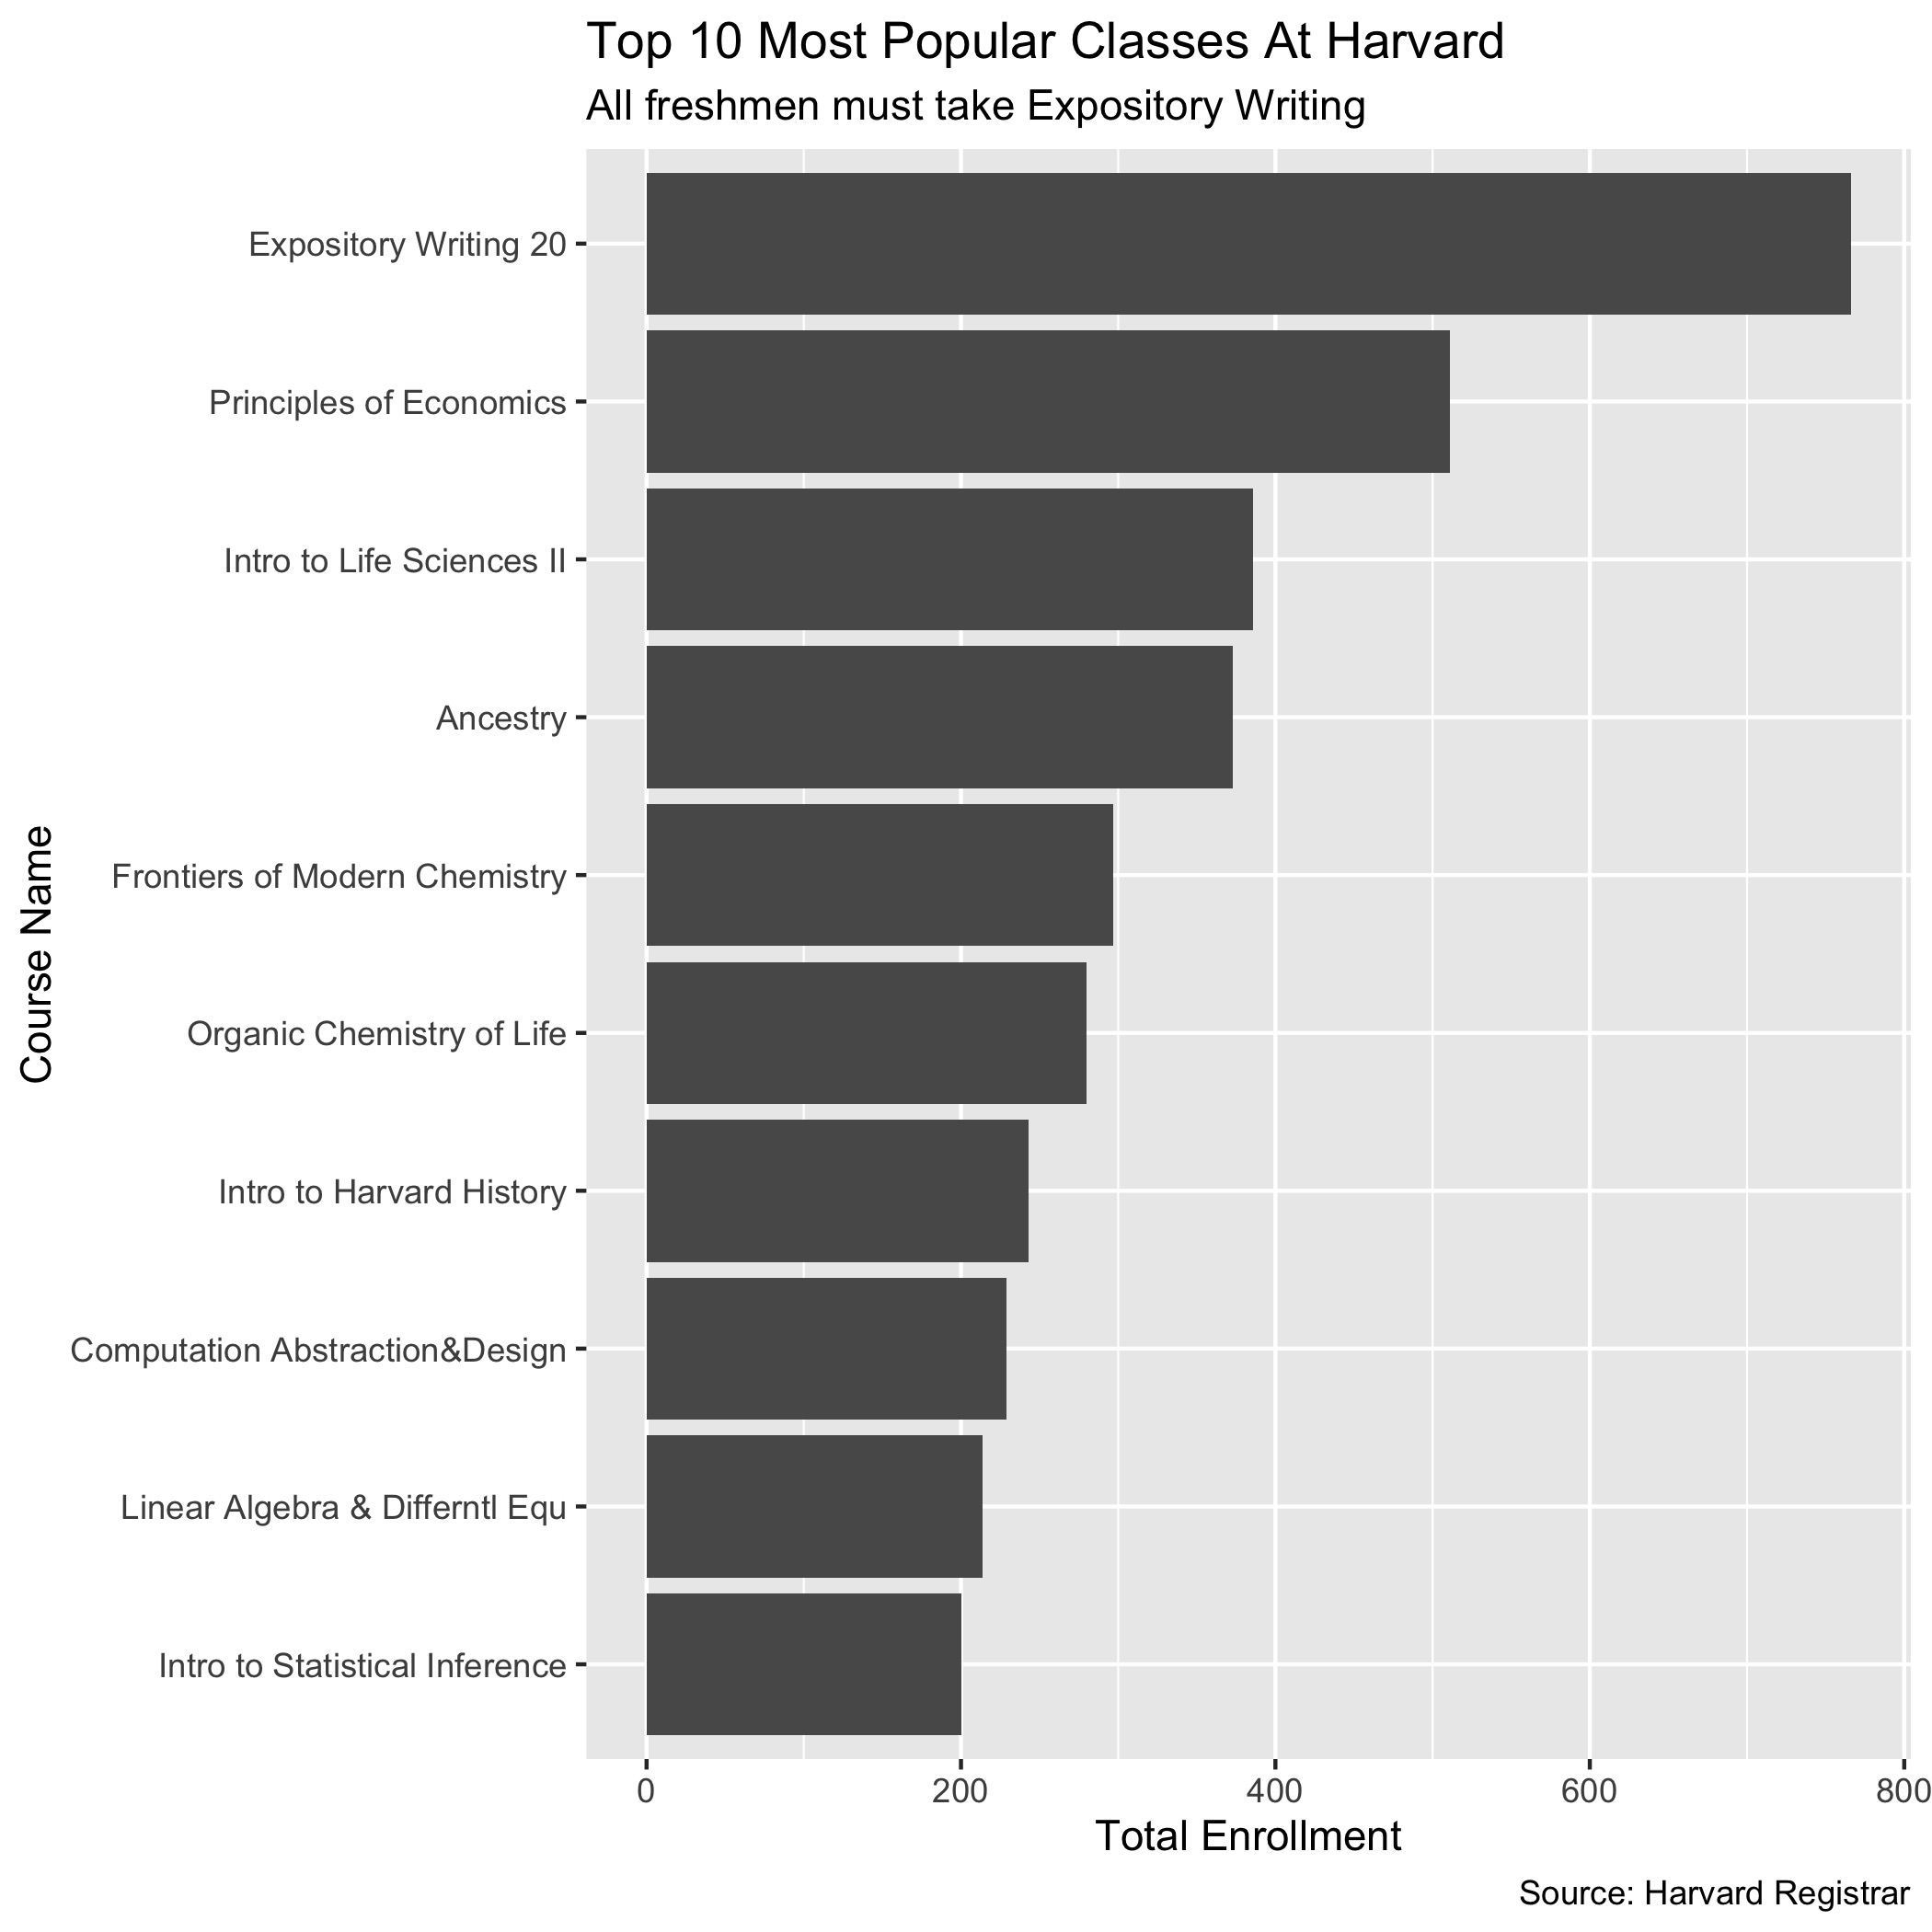 Top 10 Most Popular Classes At Harvard
All freshmen must take Expository Writing
Course Name
Expository Writing 20
Principles of Economics
Intro to Life Sciences II
Ancestry
Frontiers of Modern Chemistry
Organic Chemistry of Life
Intro to Harvard History
Computation Abstraction&Design
Linear Algebra & Differntl Equ
Intro to Statistical Inference
0 200 400 600 800
Total Enrollment
Source: Harvard Registrar